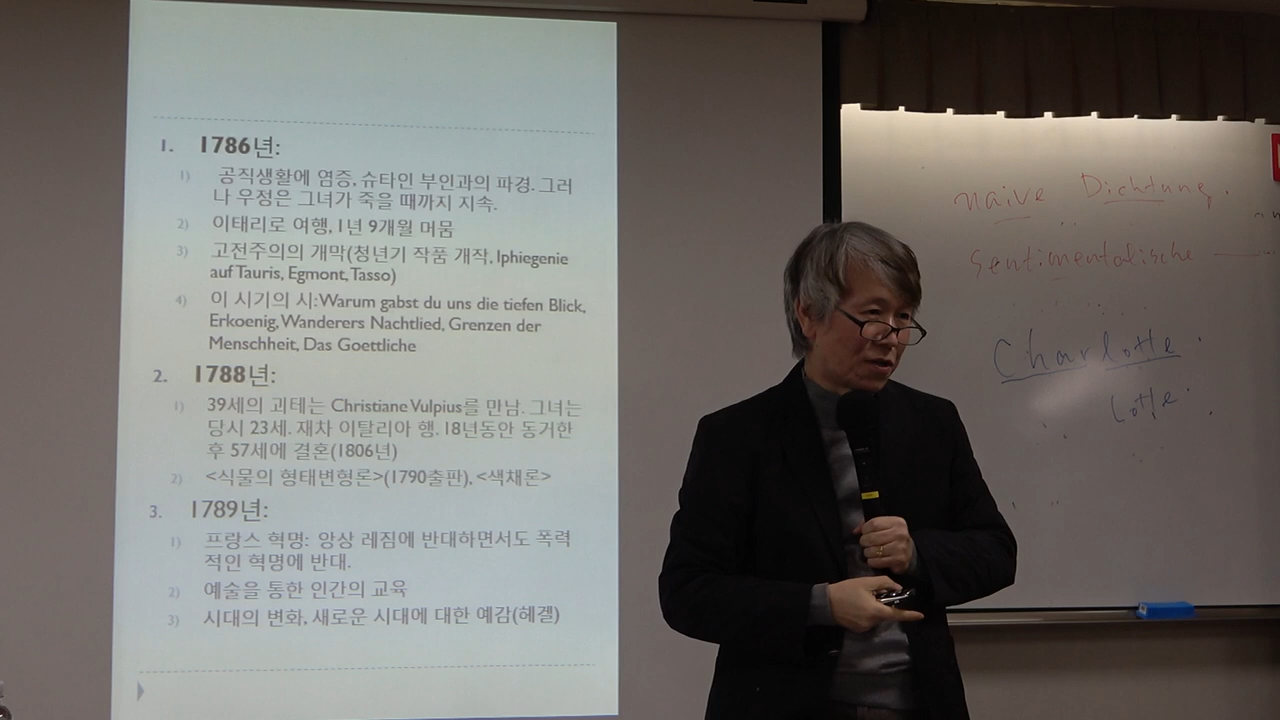 1. 1786년:
1) 공직생활에 염증, 슈타인 부인과의 파경. 그러
나 우정은 그녀가 죽을 때까지 지속.
2) 이태리로 여행, 1년 9개월 머뭄
3) 고전주의의 개막(청년기 작품 개작, Iphiegenie
auf Tauris, Egmont, Tasso)
4) 이 시기의 시: Warum gabst du uns die tiefen Blick,
Erkoenig, Wanderers Nachtlied, Grenzen der
Menschheit, Das Goettliche
2. 1788년:
1) 39세의 괴테는 Christiane Vulpius를 만남. 그녀는
당시 23세. 재차 이탈리아 행. 18년동안 동거한
후 57세에 결혼(1806년)
2) <식물의 형태변형론>(1790출판), <색채론>
3. 1789년:
1) 프랑스 혁명: 앙상 레짐에 반대하면서도 폭력
적인 혁명에 반대.
2) 예술을 통한 인간의 교육
3) 시대의 변화, 새로운 시대에 대한 예감(헤겔)
naive Dichtung.
sentimentalische
Charlotte
Lotte